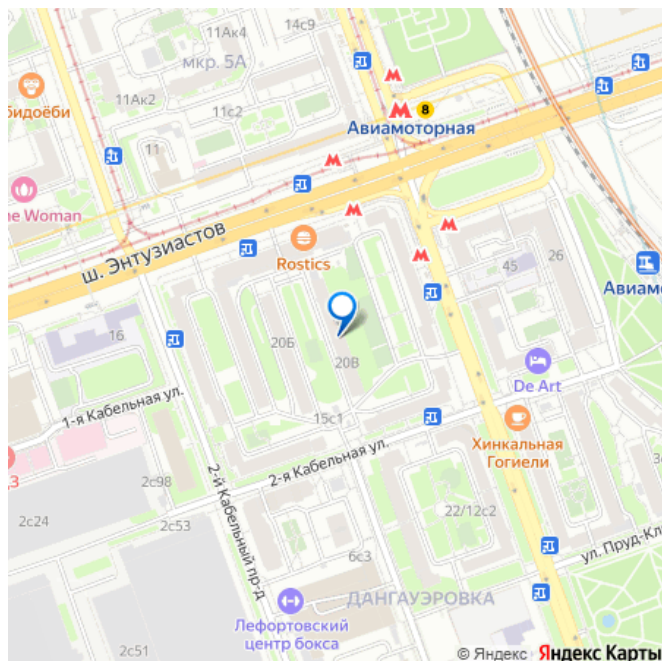 14с9
11Ак4
мкр. 5А
бидоёби
11Ак2
11с2
8
Авиамоторная
11
ne Woman
ш. Энтузиастов
Rostics
26
45
Авиам
16
20Б
20В
De Art
1-я Кабельная ул.
15с1
Хинкальная
Гогиели
2-я Кабельная ул.
З
2с98
2-й Кабельный пр-д
2с24
2с53
22/12с2
6с3
ул. Пруд-Кл
ДАНГАУЭРОВКА
Лефортовский
центр бокса
2с51
© Яндекс Яндекс Карты